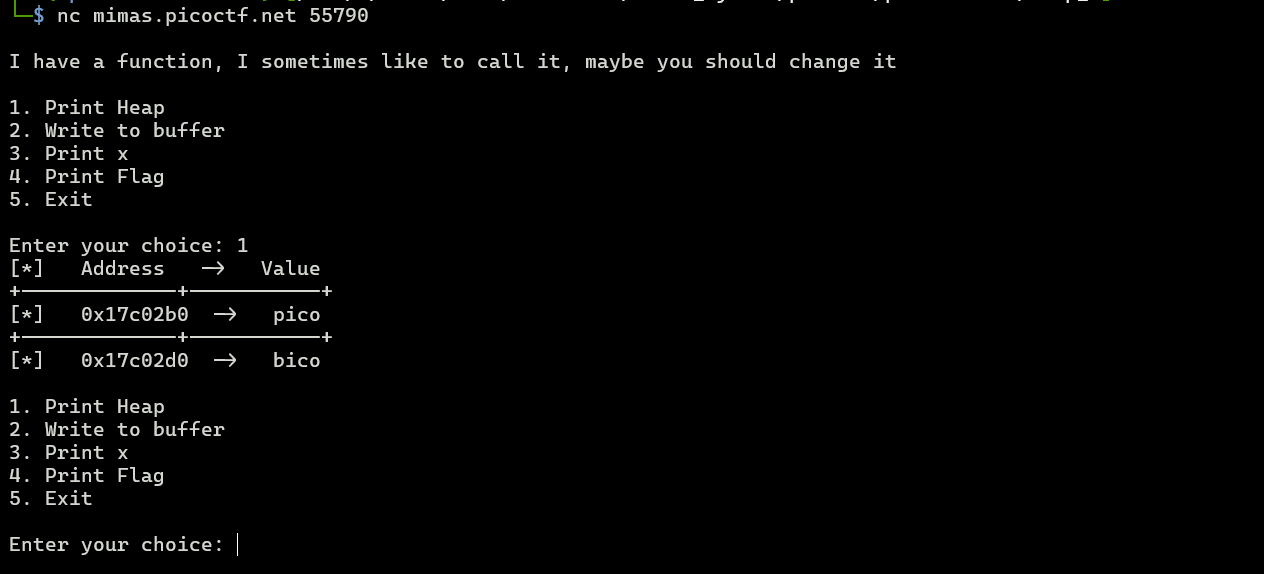 $ nc mimas.picoctf.net 55790
I have a function, I sometimes like to call it, maybe you should change it
1. Print Heap
2. Write to buffer
3. Print x
4. Print Flag
5. Exit
Enter your choice: 1
[*]   Address   ->   Value
+-------------+-----------+
[*]   0x17c02b0  ->   pico
+-------------+-----------+
[*]   0x17c02d0  ->   bico
1. Print Heap
2. Write to buffer
3. Print x
4. Print Flag
5. Exit
Enter your choice: